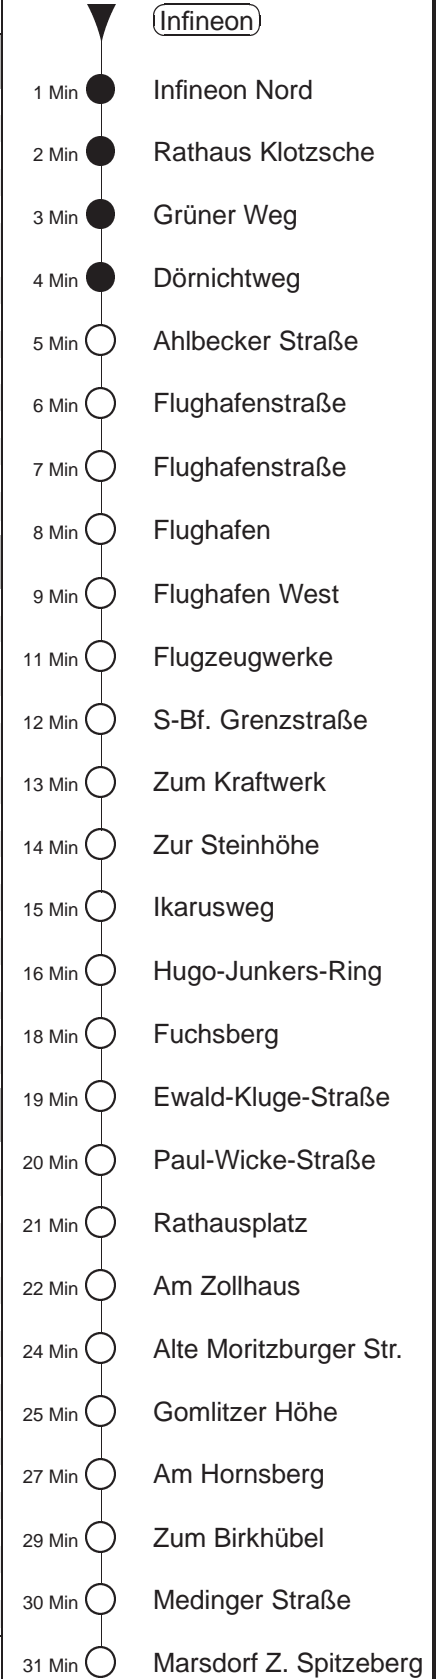 Infineon
1 Min Infineon Nord
2 Min Rathaus Klotzsche
3 Min Grüner Weg
4 Min Dörnichtweg
5 Min Ahlbecker Straße
6 Min Flughafenstraße
7 Min Flughafenstraße
8 Min Flughafen
9 Min Flughafen West
11 Min Flugzeugwerke
12 Min S-Bf. Grenzstraße
13 Min Zum Kraftwerk
14 Min Zur Steinhöhe
15 Min Ikarusweg
16 Min Hugo-Junkers-Ring
18 Min Fuchsberg
19 Min Ewald-Kluge-Straße
20 Min Paul-Wicke-Straße
21 Min Rathausplatz
22 Min Am Zollhaus
24 Min Alte Moritzburger Str.
25 Min Gomlitzer Höhe
27 Min Am Hornsberg
29 Min Zum Birkhübel
30 Min Medinger Straße
31 Min Marsdorf Z. Spitzeberg